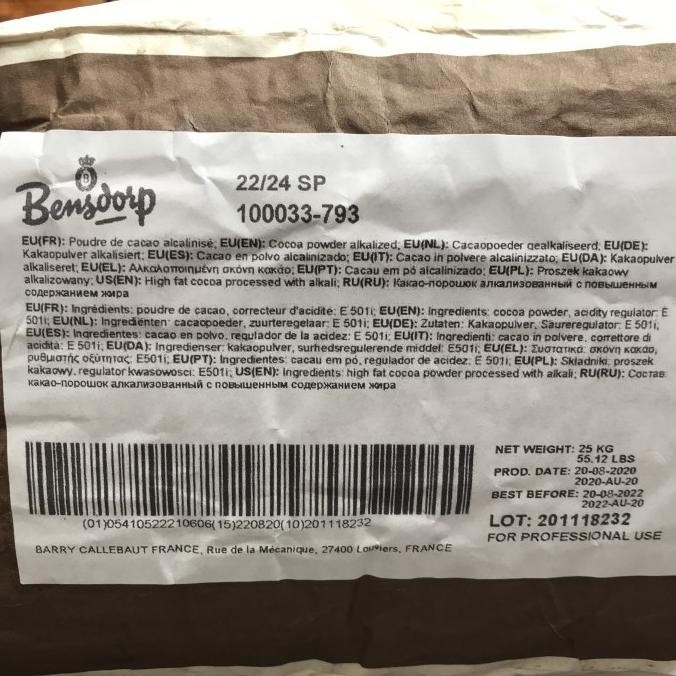 B
Bensdorp
22/24 SP
100033-793
EU(FR): Poudre de cacao alcalinisé; EU(EN): Cocoa powder alkalized; EU(NL): Cacaopoeder gealkaliseerd; EU(DE):
Kakaopulver alkalisiert; EU(ES): Cacao en polvo alcalinizado; EU(IT): Cacao in polvere alcalinizzato; EU(DA): Kakaopulver
alkaliseret; EU(EL): Αλκαλοποιημένη σκόνη κακάο; EU(PT): Cacau em pó alcalinizado; EU(PL): Proszek kakaowy
alkalizowany; US(EN): High fat cocoa processed with alkali; RU(RU): Какао-порошок алкализованный с повышенным
содержанием жира
EU(FR): Ingrédients: poudre de cacao, correcteur d'acidité: E 501i; EU(EN): Ingredients: cocoa powder, acidity regulator: E
501i; EU(NL): Ingrediënten: cacaopoeder, zuurteregelaar: E 501i; EU(DE): Zutaten: Kakaopulver, Säureregulator: E 501i;
EU(ES): Ingredientes: cacao en polvo, regulador de la acidez: E 501i; EU(IT): Ingredienti: cacao in polvere, correttore di
acidità: E 501i; EU(DA): Ingredienser: kakaopulver, surhedsregulerende middel: E501i; EU(EL): Συστατικά: σκόνη κακάο,
ρυθμιστής οξύτητας: E501i; EU(PT): Ingredientes: cacau em pó, regulador de acidez: E 501i; EU(PL): Składniki: proszek
kakaowy, regulator kwasowości: E501i; US(EN): Ingredients: high fat cocoa powder processed with alkali; RU(RU): Состав:
какао-порошок алкализованный с повышенным содержанием жира
NET WEIGHT: 25 KG
55.12 LBS
PROD. DATE: 20-08-2020
2020-AU-20
BEST BEFORE: 20-08-2022
2022-AU-20
LOT: 201118232
FOR PROFESSIONAL USE
(01)05410522210606(15)220820(10)201118232
BARRY CALLEBAUT FRANCE, Rue de la Mécanique, 27400 Louviers, FRANCE